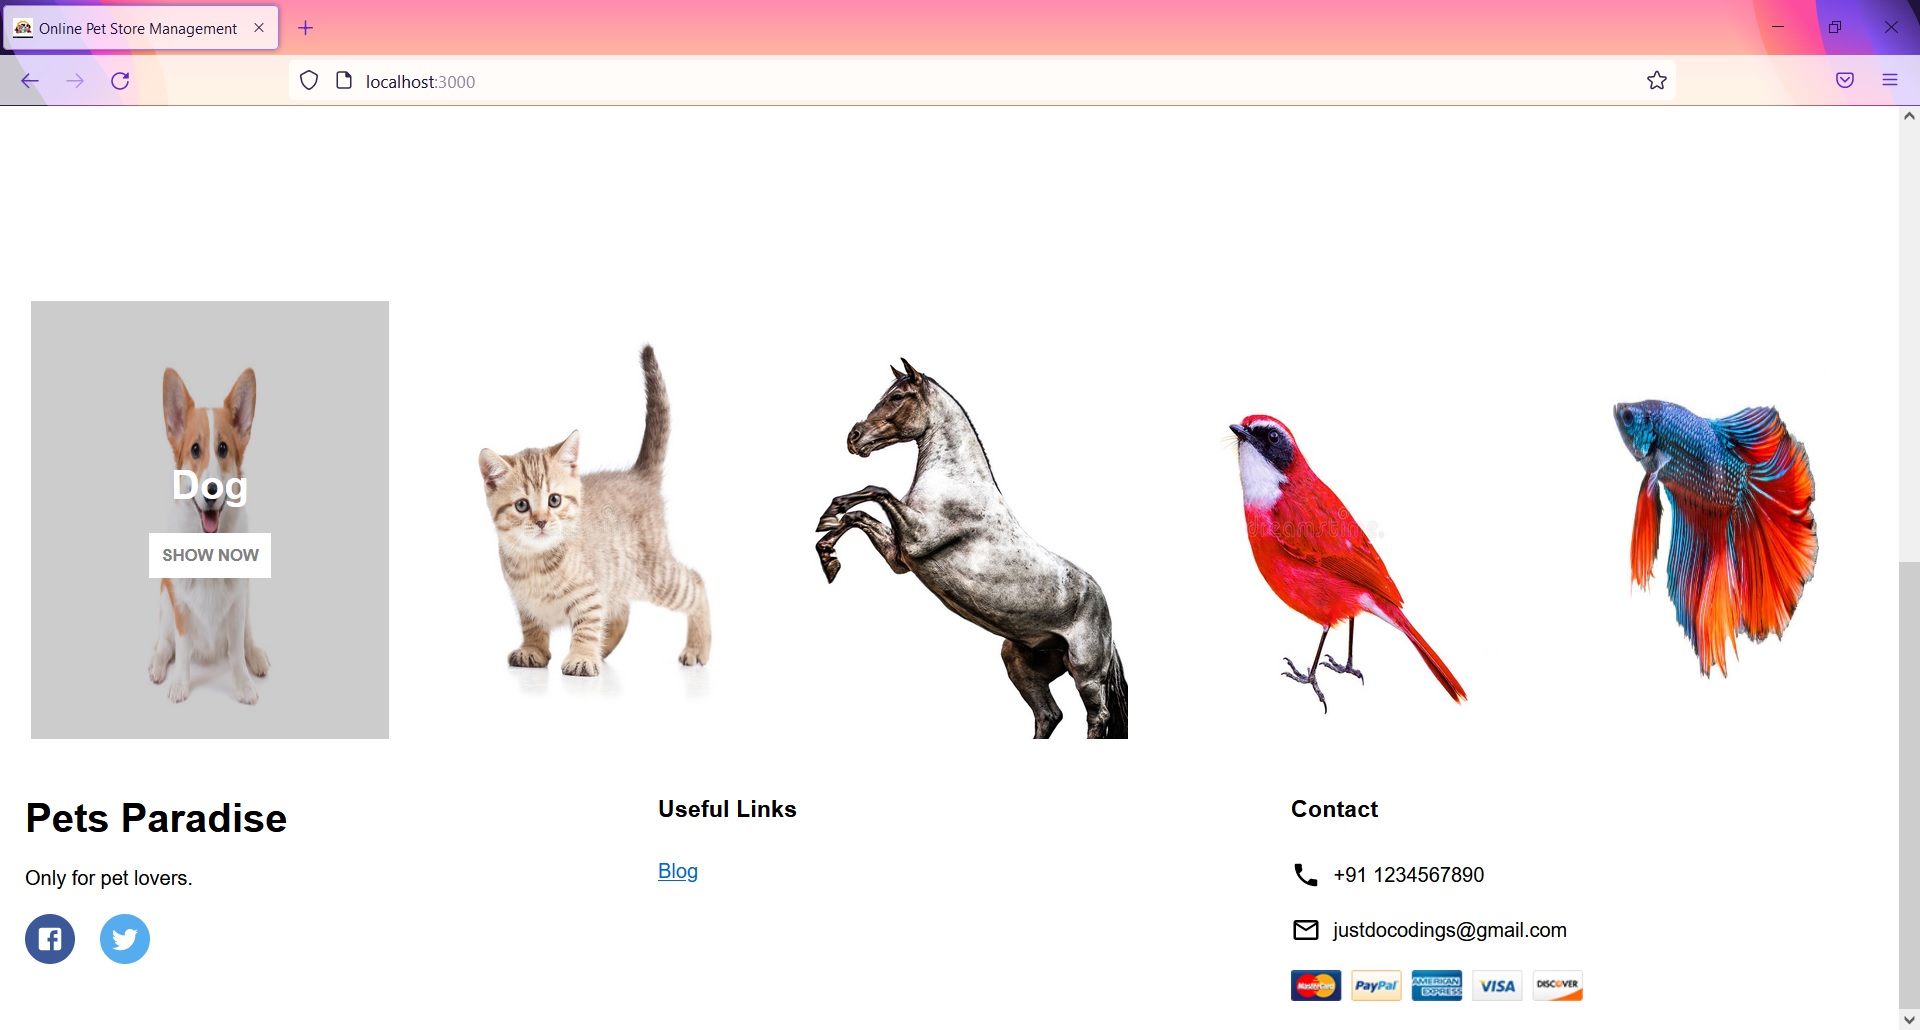 Online Pet Store Management
localhost:3000
Dog
SHOW NOW
dreamstime.
Pets Paradise
Only for pet lovers.
Useful Links
Blog
Contact
+91 1234567890
justdocodings@gmail.com
MasterCard PayPal AMERICAN EXPRESS VISA DISCOVER